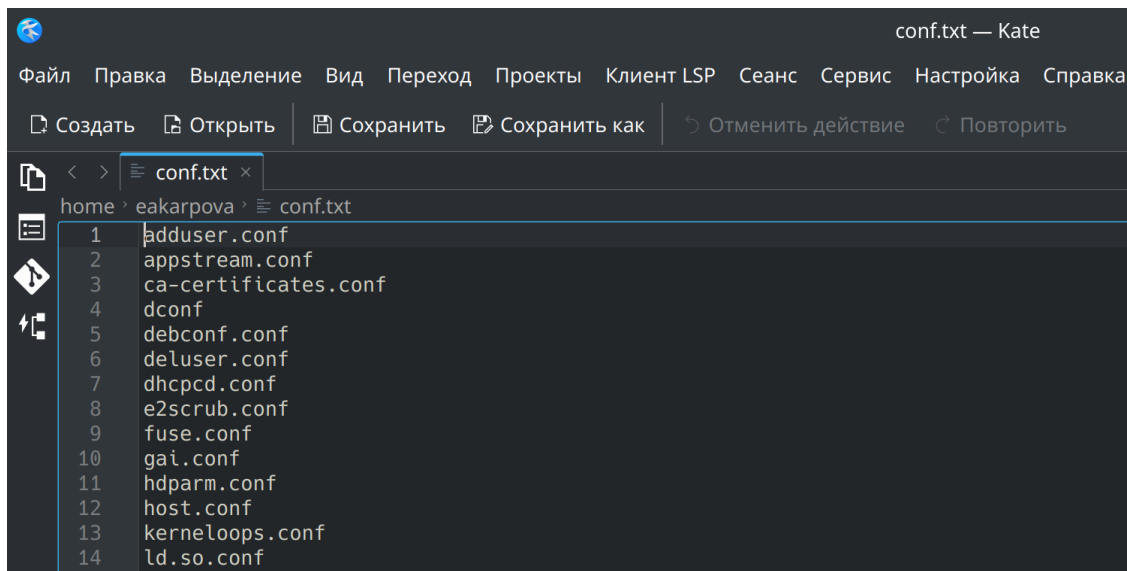 conf.txt — Kate
Файл Правка Выделение Вид Переход Проекты Клиент LSP Сеанс Сервис Настройка Справка
Создать Открыть Сохранить Сохранить как Отменить действие Повторить
conf.txt
home › eakarpova › conf.txt
1 adduser.conf
2 appstream.conf
3 ca-certificates.conf
4 dconf
5 debconf.conf
6 deluser.conf
7 dhcpcd.conf
8 e2scrub.conf
9 fuse.conf
10 gai.conf
11 hdparm.conf
12 host.conf
13 kerneloops.conf
14 ld.so.conf